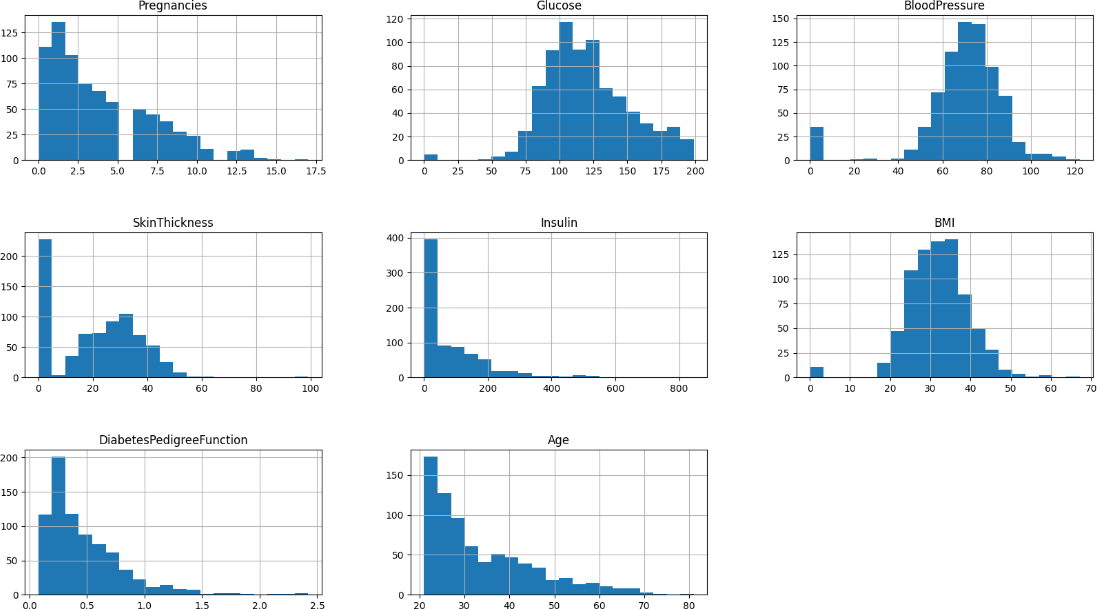 Pregnancies
125
100
75
50
25
0
0.0 2.5 5.0 7.5 10.0 12.5 15.0 17.5
Glucose
120
100
80
60
40
20
0
0 25 50 75 100 125 150 175 200
BloodPressure
150
125
100
75
50
25
0
0 20 40 60 80 100 120
SkinThickness
200
150
100
50
0
0 20 40 60 80 100
Insulin
400
300
200
100
0
0 200 400 600 800
BMI
125
100
75
50
25
0
0 10 20 30 40 50 60 70
DiabetesPedigreeFunction
200
150
100
50
0
0.0 0.5 1.0 1.5 2.0 2.5
Age
150
100
50
0
20 30 40 50 60 70 80